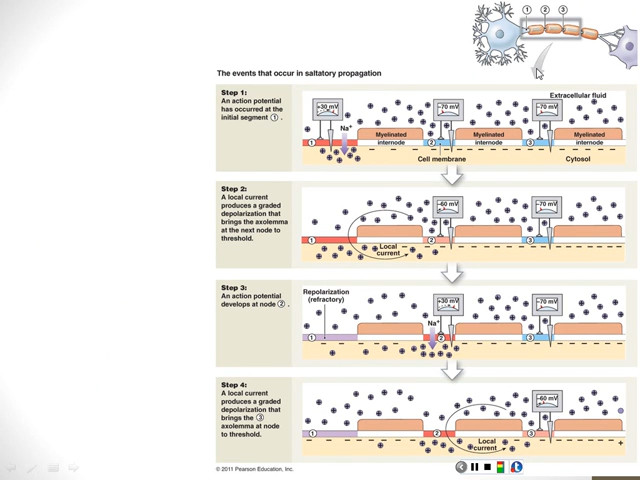 1 2 3
The events that occur in saltatory propagation
Step 1:
An action potential
has occurred at the
initial segment 1 .
Extracellular fluid
+30 mV
–70 mV
–70 mV
Na+
Myelinated
internode
Myelinated
internode
Myelinated
internode
1
2
3
Cell membrane
Cytosol
Step 2:
A local current
produces a graded
depolarization that
brings the axolemma
at the next node to
threshold.
–60 mV
–70 mV
1
2
3
Local
current
Step 3:
An action potential
develops at node 2 .
Repolarization
(refractory)
+30 mV
–70 mV
Na+
1
2
3
Step 4:
A local current
produces a graded
depolarization that
brings the 3
axolemma at node
to threshold.
–60 mV
1
2
3
Local
current
© 2011 Pearson Education, Inc.